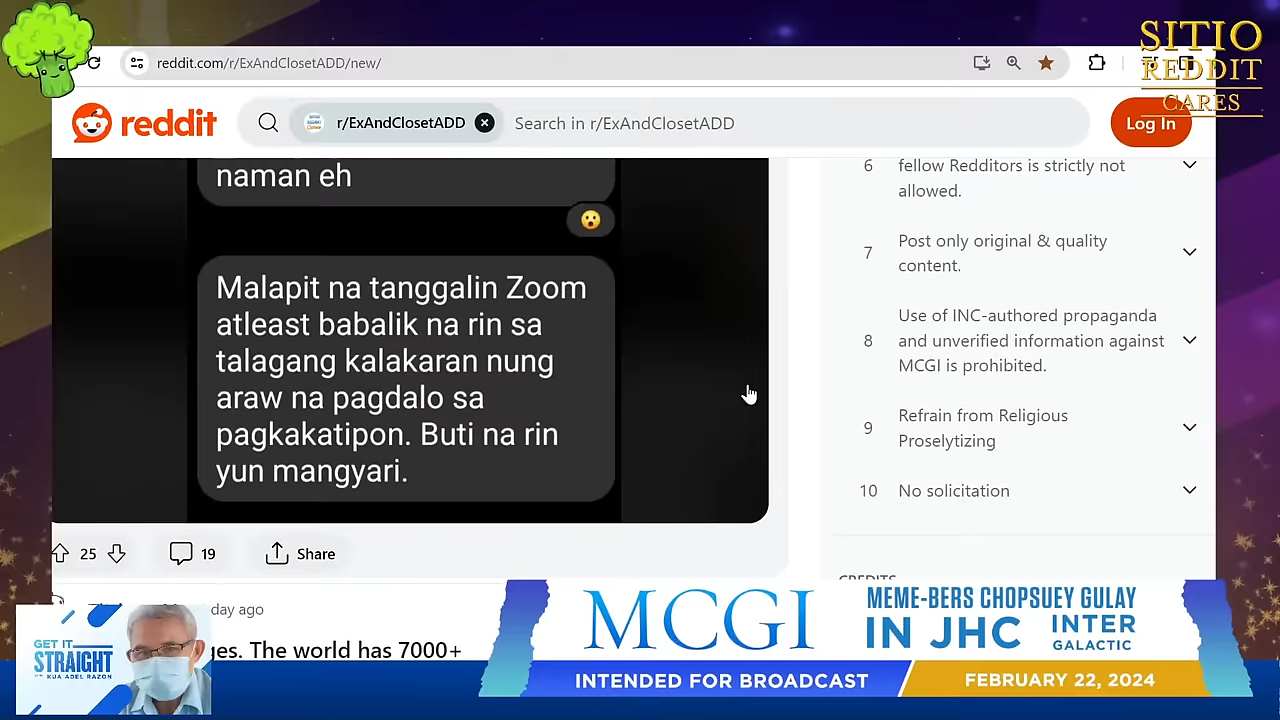 SITIO
REDDIT
CARES
reddit.com/r/ExAndClosetADD/new/
reddit
r/ExAndClosetADD
Search in r/ExAndClosetADD
Log In
naman eh
Malapit na tanggalin Zoom
atleast babalik na rin sa
talagang kalakaran nung
araw na pagdalo sa
pagkakatipon. Buti na rin
yun mangyari.
6
fellow Redditors is strictly not
allowed.
7
Post only original & quality
content.
8
Use of INC-authored propaganda
and unverified information against
MCGI is prohibited.
9
Refrain from Religious
Proselytizing
10
No solicitation
CREDITS
25
19
Share
day ago
ges. The world has 7000+
GET IT
STRAIGHT
KUA ADEL RAZON
MCGI
MEME-BERS CHOPSUEY GULAY
IN JHC
INTER
GALACTIC
INTENDED FOR BROADCAST
FEBRUARY 22, 2024